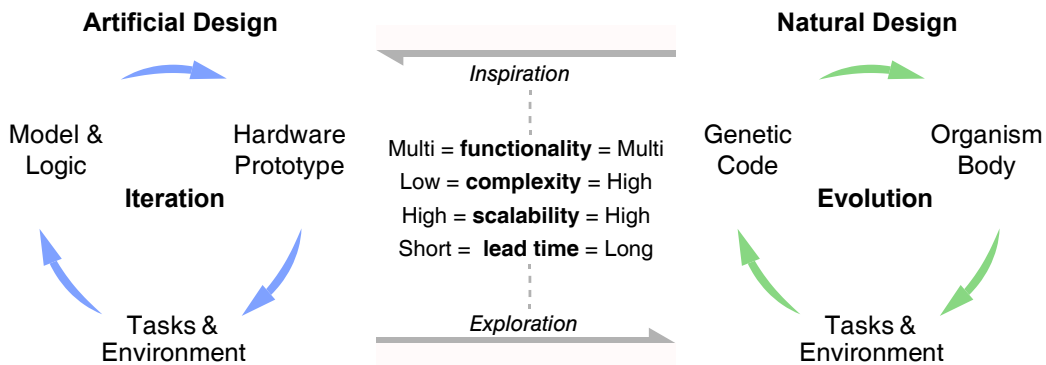 Artificial Design
Model &
Logic
Hardware
Prototype
Iteration
Tasks &
Environment
Inspiration
Multi = functionality = Multi
Low = complexity = High
High = scalability = High
Short = lead time = Long
Exploration
Natural Design
Genetic
Code
Organism
Body
Evolution
Tasks &
Environment